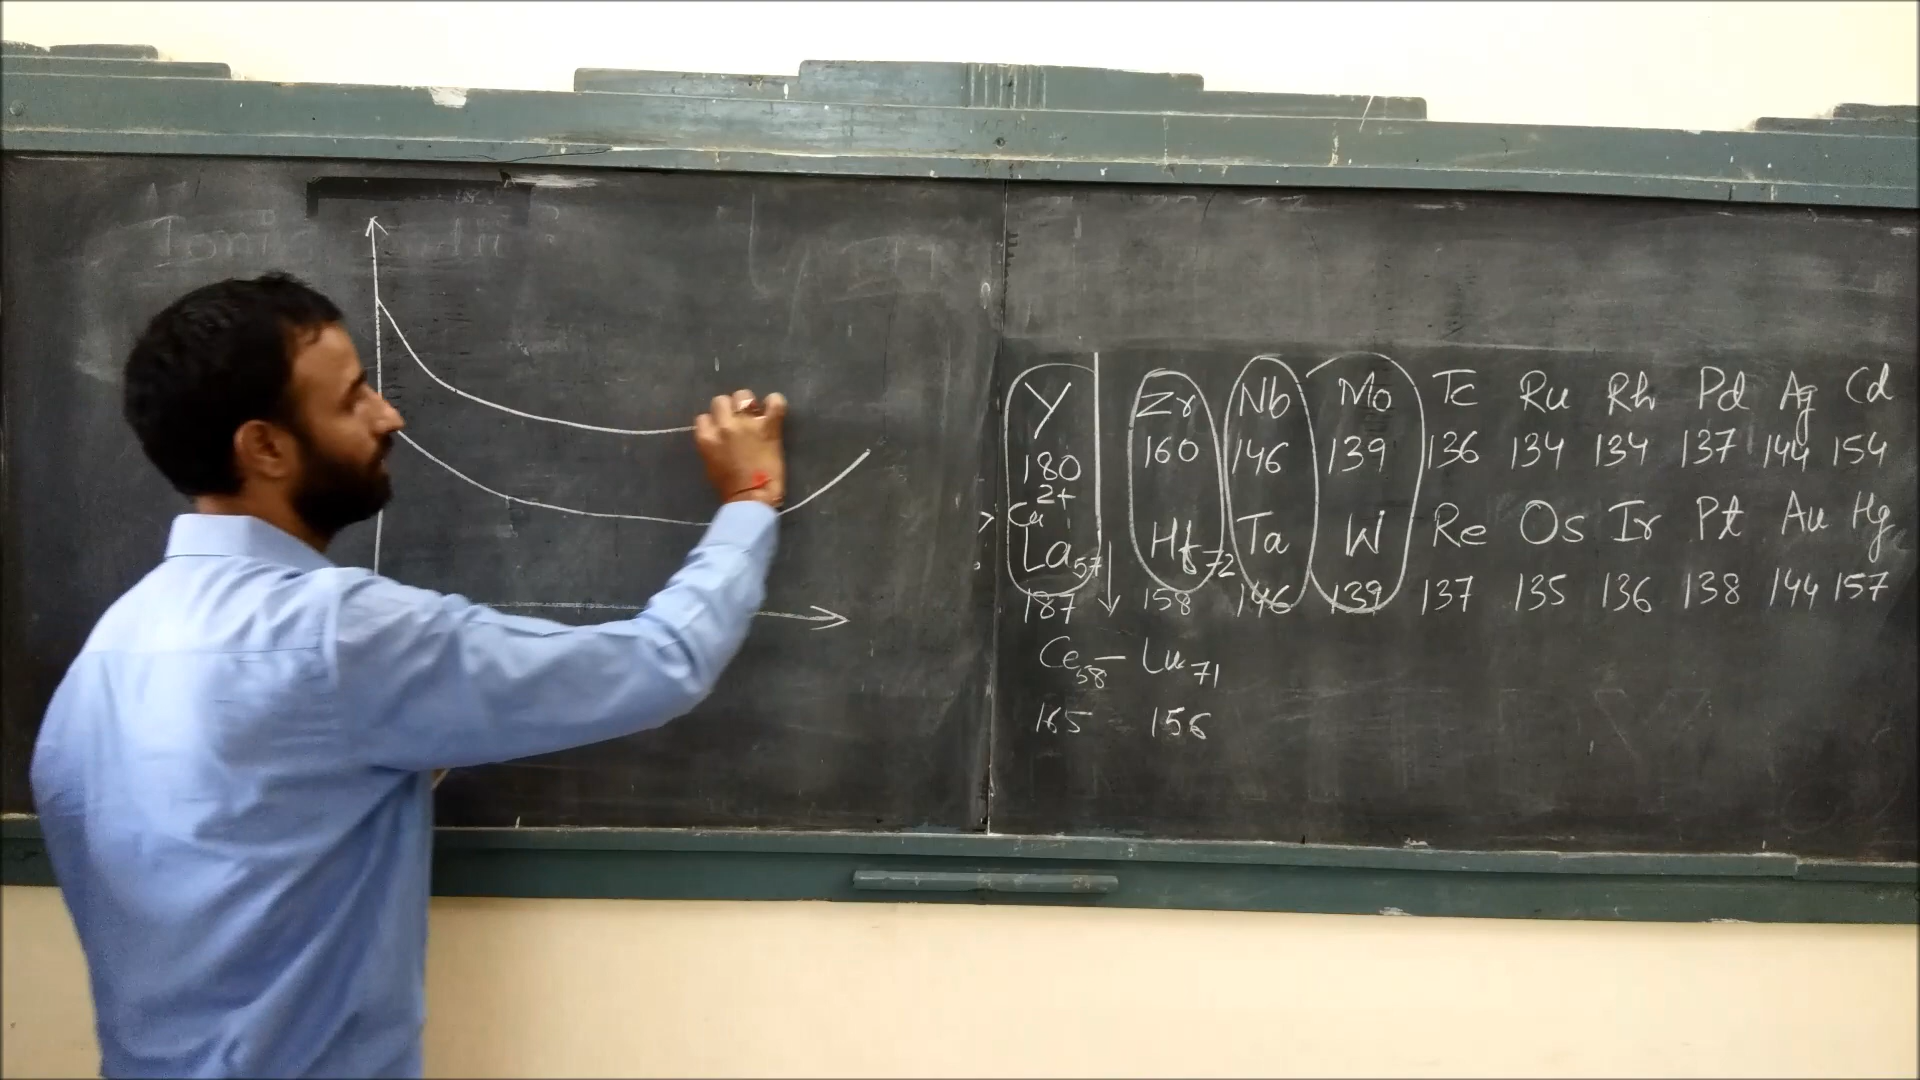 Ionic
Y Zr Nb Mo Tc Ru Rh Pd Ag Cd
180 160 146 139 136 134 134 137 144 154
2+
La57 Hf72 Ta W Re Os Ir Pt Au Hg
187 158 146 139 137 135 136 138 144 157
Ce58 – Lu71
165 156